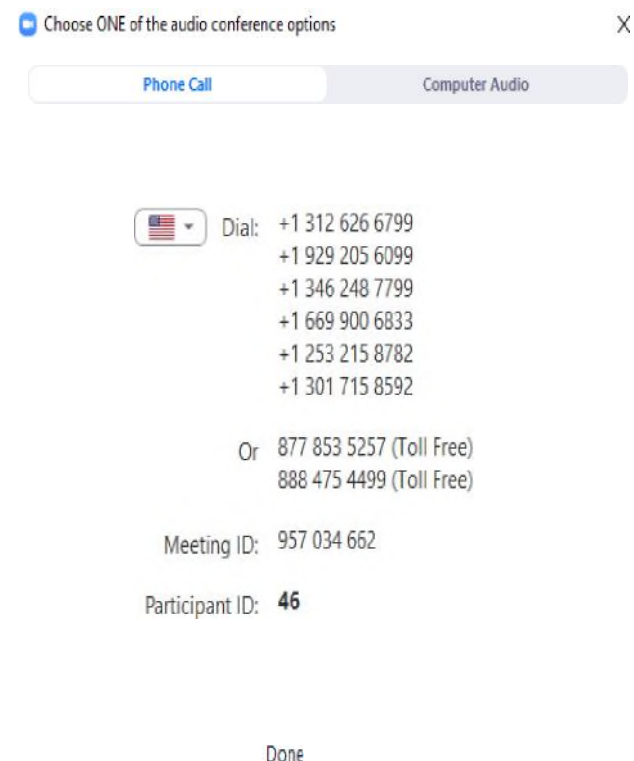 Choose ONE of the audio conference options X
Phone Call Computer Audio
Dial: +1 312 626 6799
+1 929 205 6099
+1 346 248 7799
+1 669 900 6833
+1 253 215 8782
+1 301 715 8592
Or 877 853 5257 (Toll Free)
888 475 4499 (Toll Free)
Meeting ID: 957 034 662
Participant ID: 46
Done